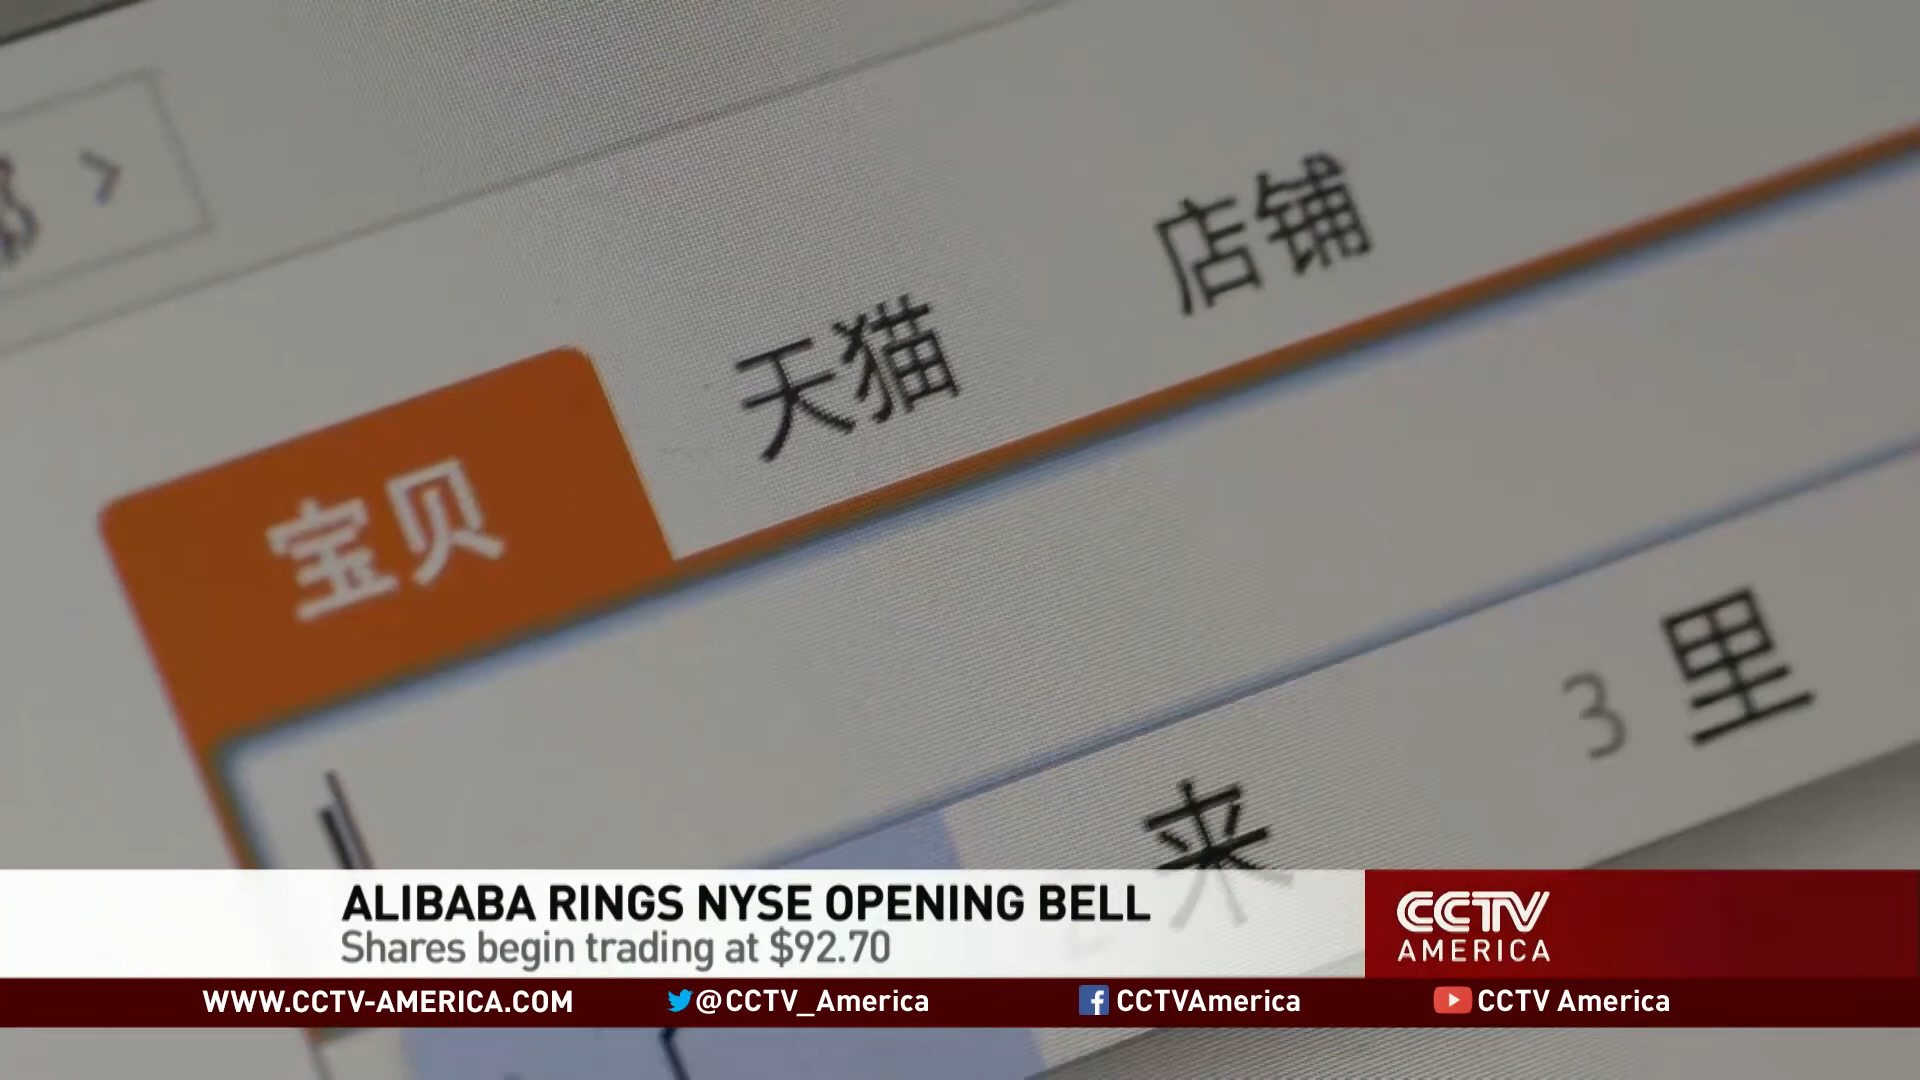 店铺
天猫
宝贝
3 里
来
ALIBABA RINGS NYSE OPENING BELL
Shares begin trading at $92.70
CCTV
AMERICA
WWW.CCTV-AMERICA.COM @CCTV_America CCTVAmerica CCTV America